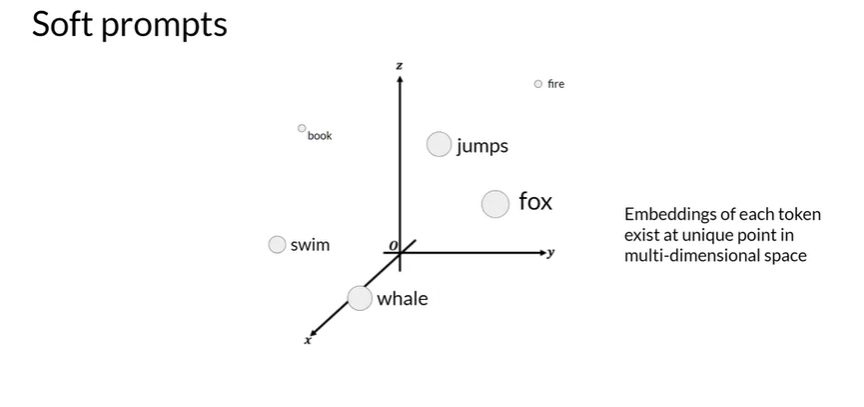 Soft prompts
z
fire
book
jumps
fox
Embeddings of each token
exist at unique point in
multi-dimensional space
swim
O
y
whale
x